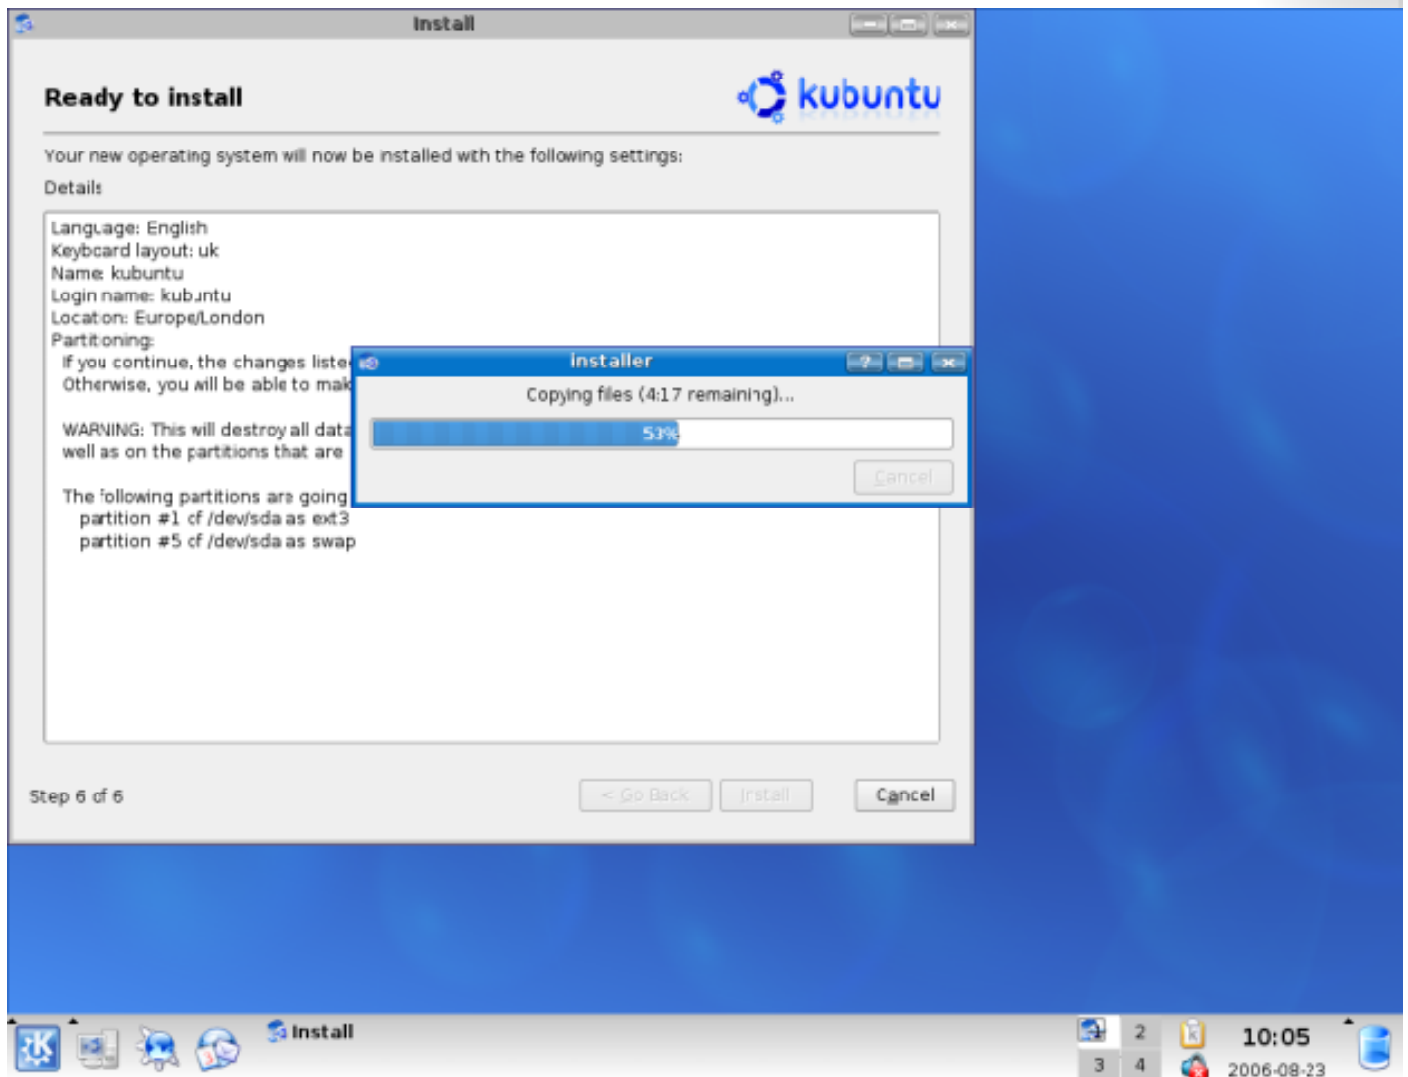 Install
Ready to install
kubuntu
Your new operating system will now be installed with the following settings:
Details
Language: English
Keyboard layout: uk
Name: kubuntu
Login name: kubuntu
Location: Europe/London
Partitioning:
If you continue, the changes liste
Otherwise, you will be able to mak
WARNING: This will destroy all data
well as on the partitions that are
The following partitions are going
partition #1 of /dev/sda as ext3
partition #5 of /dev/sda as swap
installer
Copying files (4:17 remaining)...
53%
Cancel
Step 6 of 6
< Go Back
Install
Cancel
Install
2
3
4
10:05
2006-08-23